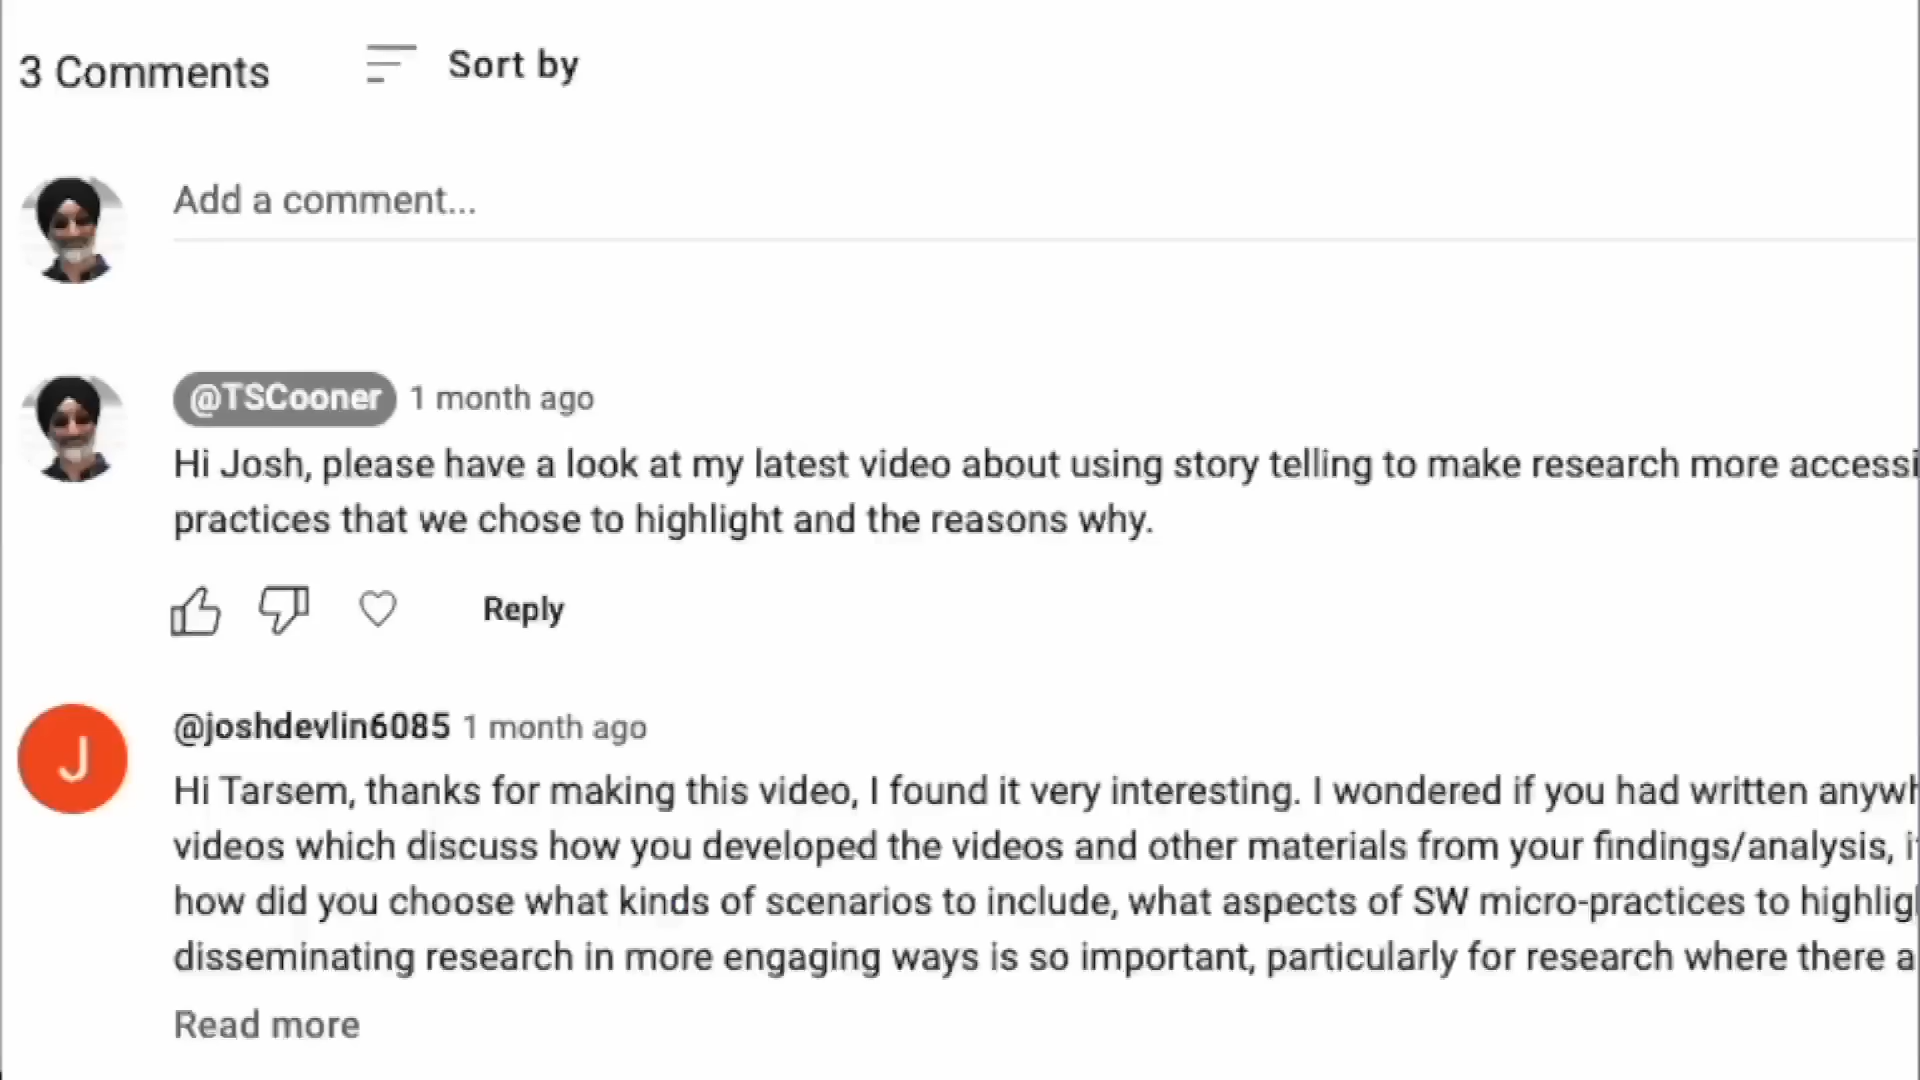 3 Comments
Sort by
Add a comment...
@TSCooner 1 month ago
Hi Josh, please have a look at my latest video about using story telling to make research more accessi
practices that we chose to highlight and the reasons why.
Reply
J
@joshdevlin6085 1 month ago
Hi Tarsem, thanks for making this video, I found it very interesting. I wondered if you had written anywh
videos which discuss how you developed the videos and other materials from your findings/analysis, i
how did you choose what kinds of scenarios to include, what aspects of SW micro-practices to highlig
disseminating research in more engaging ways is so important, particularly for research where there a
Read more